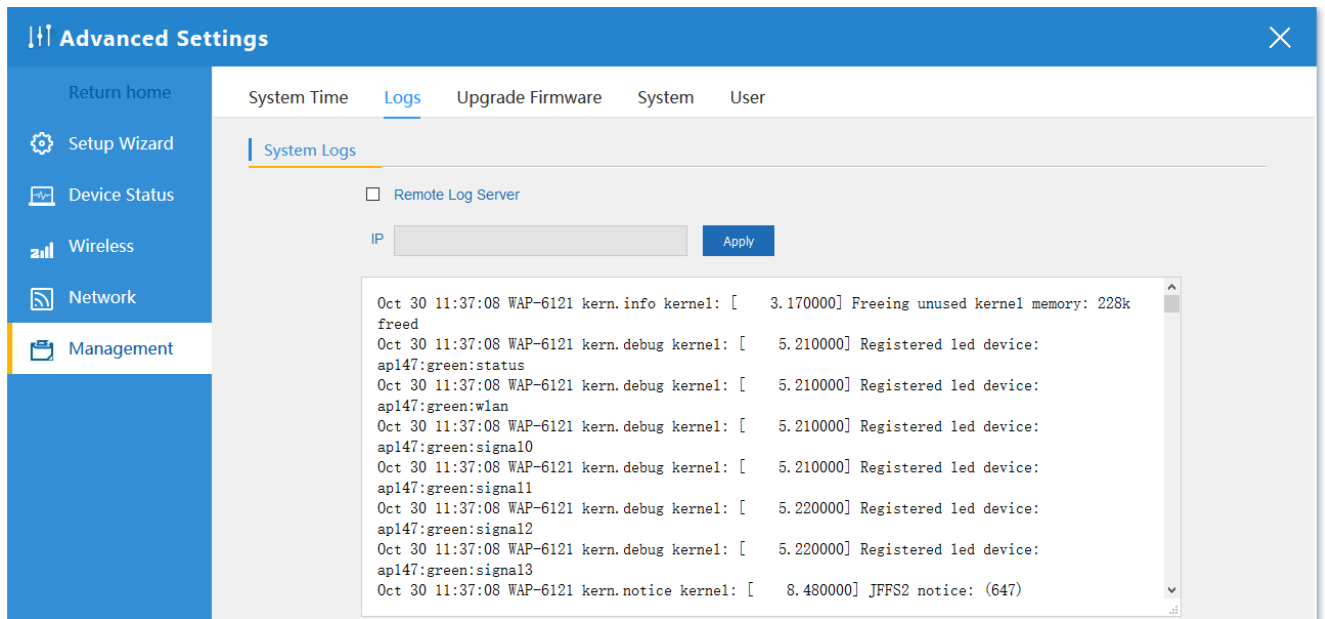 Advanced Settings
Return home
Setup Wizard
Device Status
Wireless
Network
Management
System Time Logs Upgrade Firmware System User
System Logs
Remote Log Server
IP Apply
Oct 30 11:37:08 WAP-6121 kern.info kernel: [    3.170000] Freeing unused kernel memory: 228k
freed
Oct 30 11:37:08 WAP-6121 kern.debug kernel: [    5.210000] Registered led device:
ap147:green:status
Oct 30 11:37:08 WAP-6121 kern.debug kernel: [    5.210000] Registered led device:
ap147:green:wlan
Oct 30 11:37:08 WAP-6121 kern.debug kernel: [    5.210000] Registered led device:
ap147:green:signal0
Oct 30 11:37:08 WAP-6121 kern.debug kernel: [    5.210000] Registered led device:
ap147:green:signal1
Oct 30 11:37:08 WAP-6121 kern.debug kernel: [    5.220000] Registered led device:
ap147:green:signal2
Oct 30 11:37:08 WAP-6121 kern.debug kernel: [    5.220000] Registered led device:
ap147:green:signal3
Oct 30 11:37:08 WAP-6121 kern.notice kernel: [    8.480000] JFFS2 notice: (647)